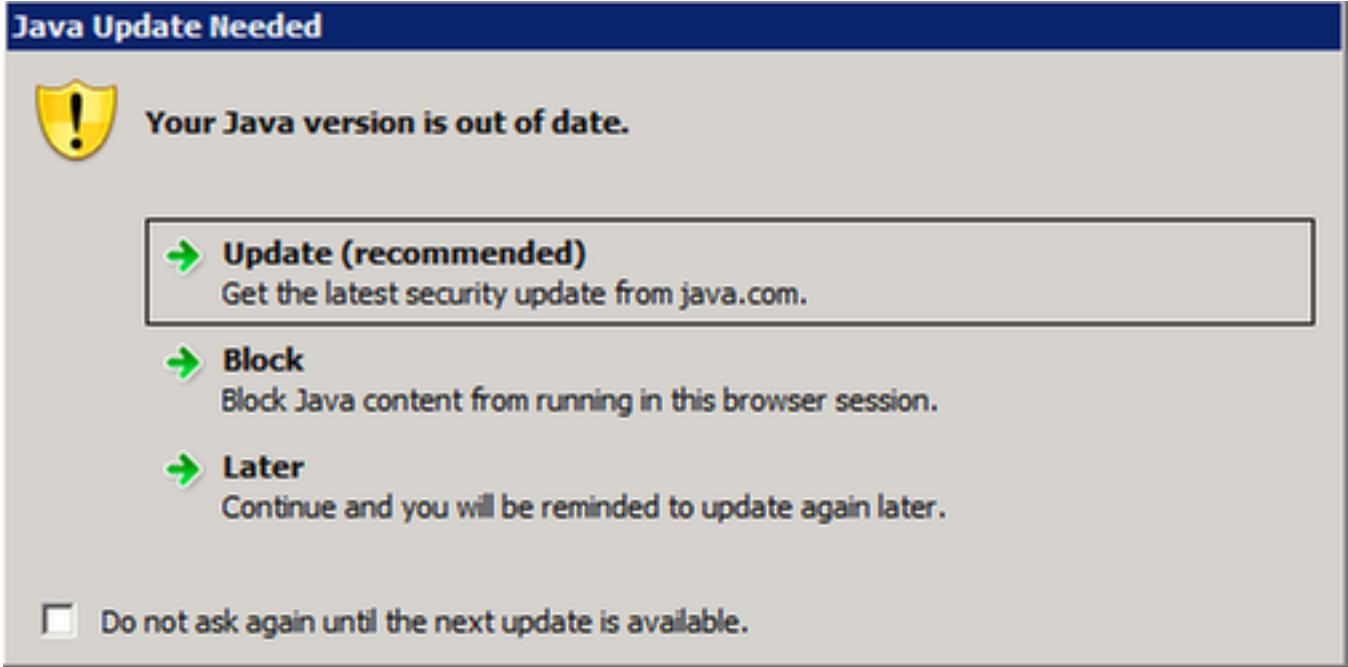 Java Update Needed
Your Java version is out of date.
Update (recommended)
Get the latest security update from java.com.
Block
Block Java content from running in this browser session.
Later
Continue and you will be reminded to update again later.
Do not ask again until the next update is available.